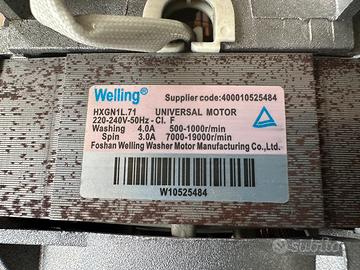 Welling®
Supplier code:400010525484
HXGN1L.71 UNIVERSAL MOTOR
220-240V-50Hz - Cl. F
Washing 4.0A 500-1000r/min
Spin 3.0A 7000-19000r/min
Foshan Welling Washer Motor Manufacturing Co.,Ltd.
W10525484
subito